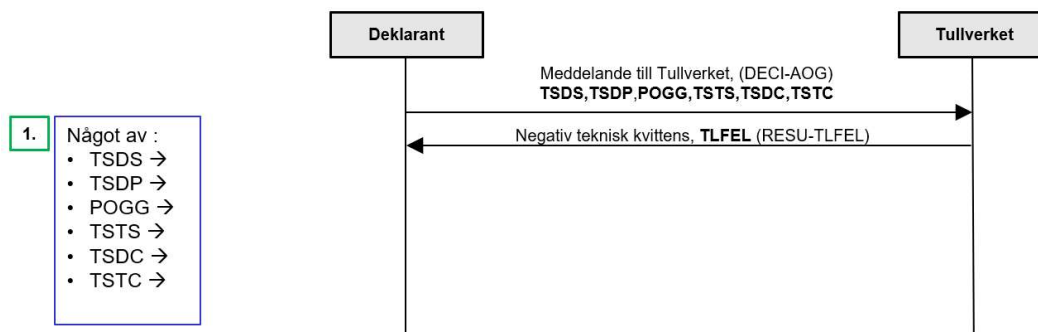 Deklarant
Tullverket
Meddelande till Tullverket, (DECI-AOG)
TSDS,TSDP,POGG,TSTS,TSDC,TSTC
Negativ teknisk kvittens, TLFEL (RESU-TLFEL)
1.
Något av :
• TSDS →
• TSDP →
• POGG →
• TSTS →
• TSDC →
• TSTC →